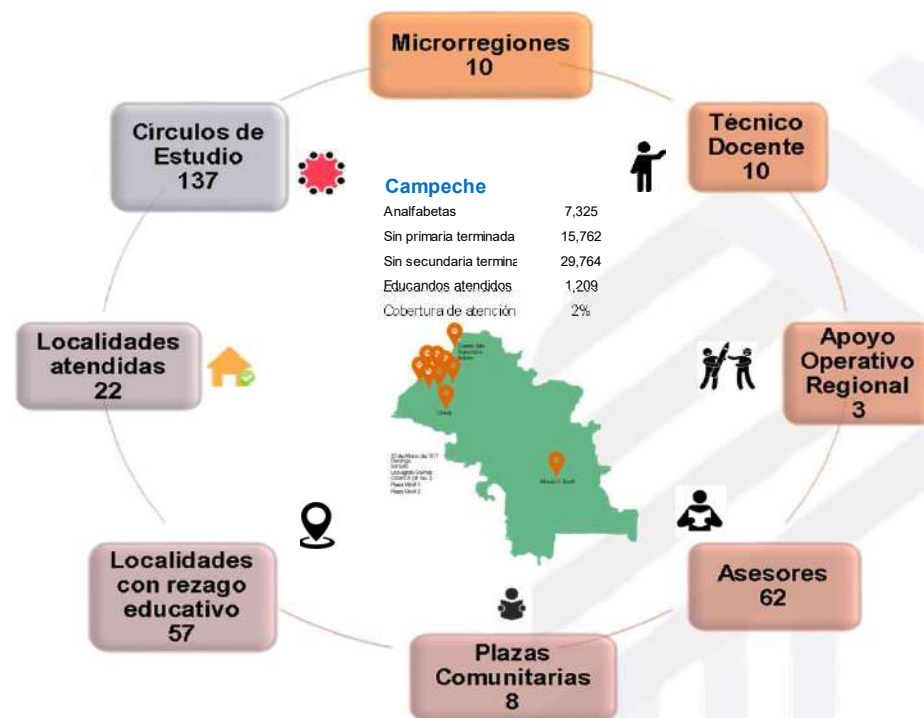 Microrregiones
10
Técnico
Docente
10
Apoyo
Operativo
Regional
3
Asesores
62
Plazas
Comunitarias
8
Localidades
con rezago
educativo
57
Localidades
atendidas
22
Círculos de
Estudio
137
Campeche
Analfabetas 7,325
Sin primaria terminada 15,762
Sin secundaria termina 29,764
Educandos atendidos 1,209
Cobertura de atención 2%